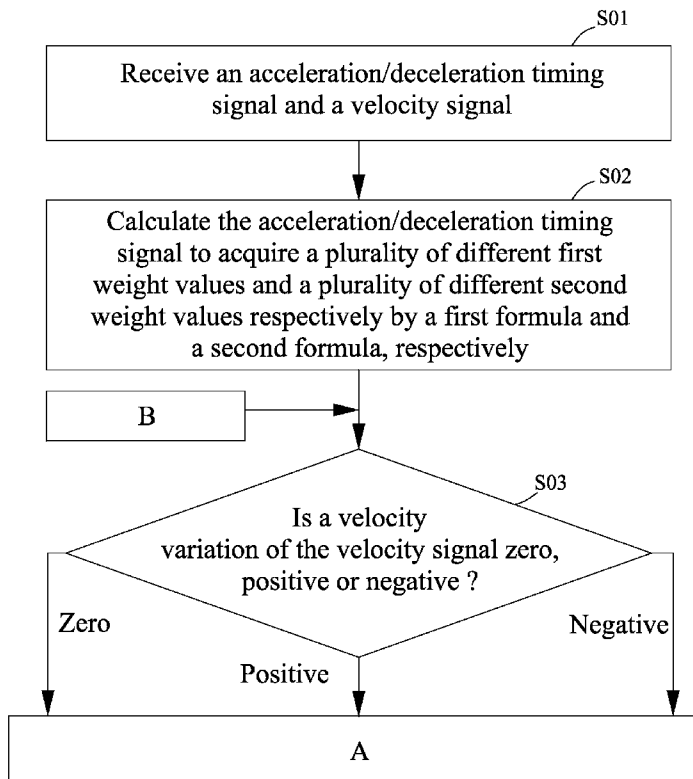 S01
Receive an acceleration/deceleration timing
signal and a velocity signal
S02
Calculate the acceleration/deceleration timing
signal to acquire a plurality of different first
weight values and a plurality of different second
weight values respectively by a first formula and
a second formula, respectively
B
S03
Is a velocity
variation of the velocity signal zero,
positive or negative ?
Zero
Positive
Negative
A